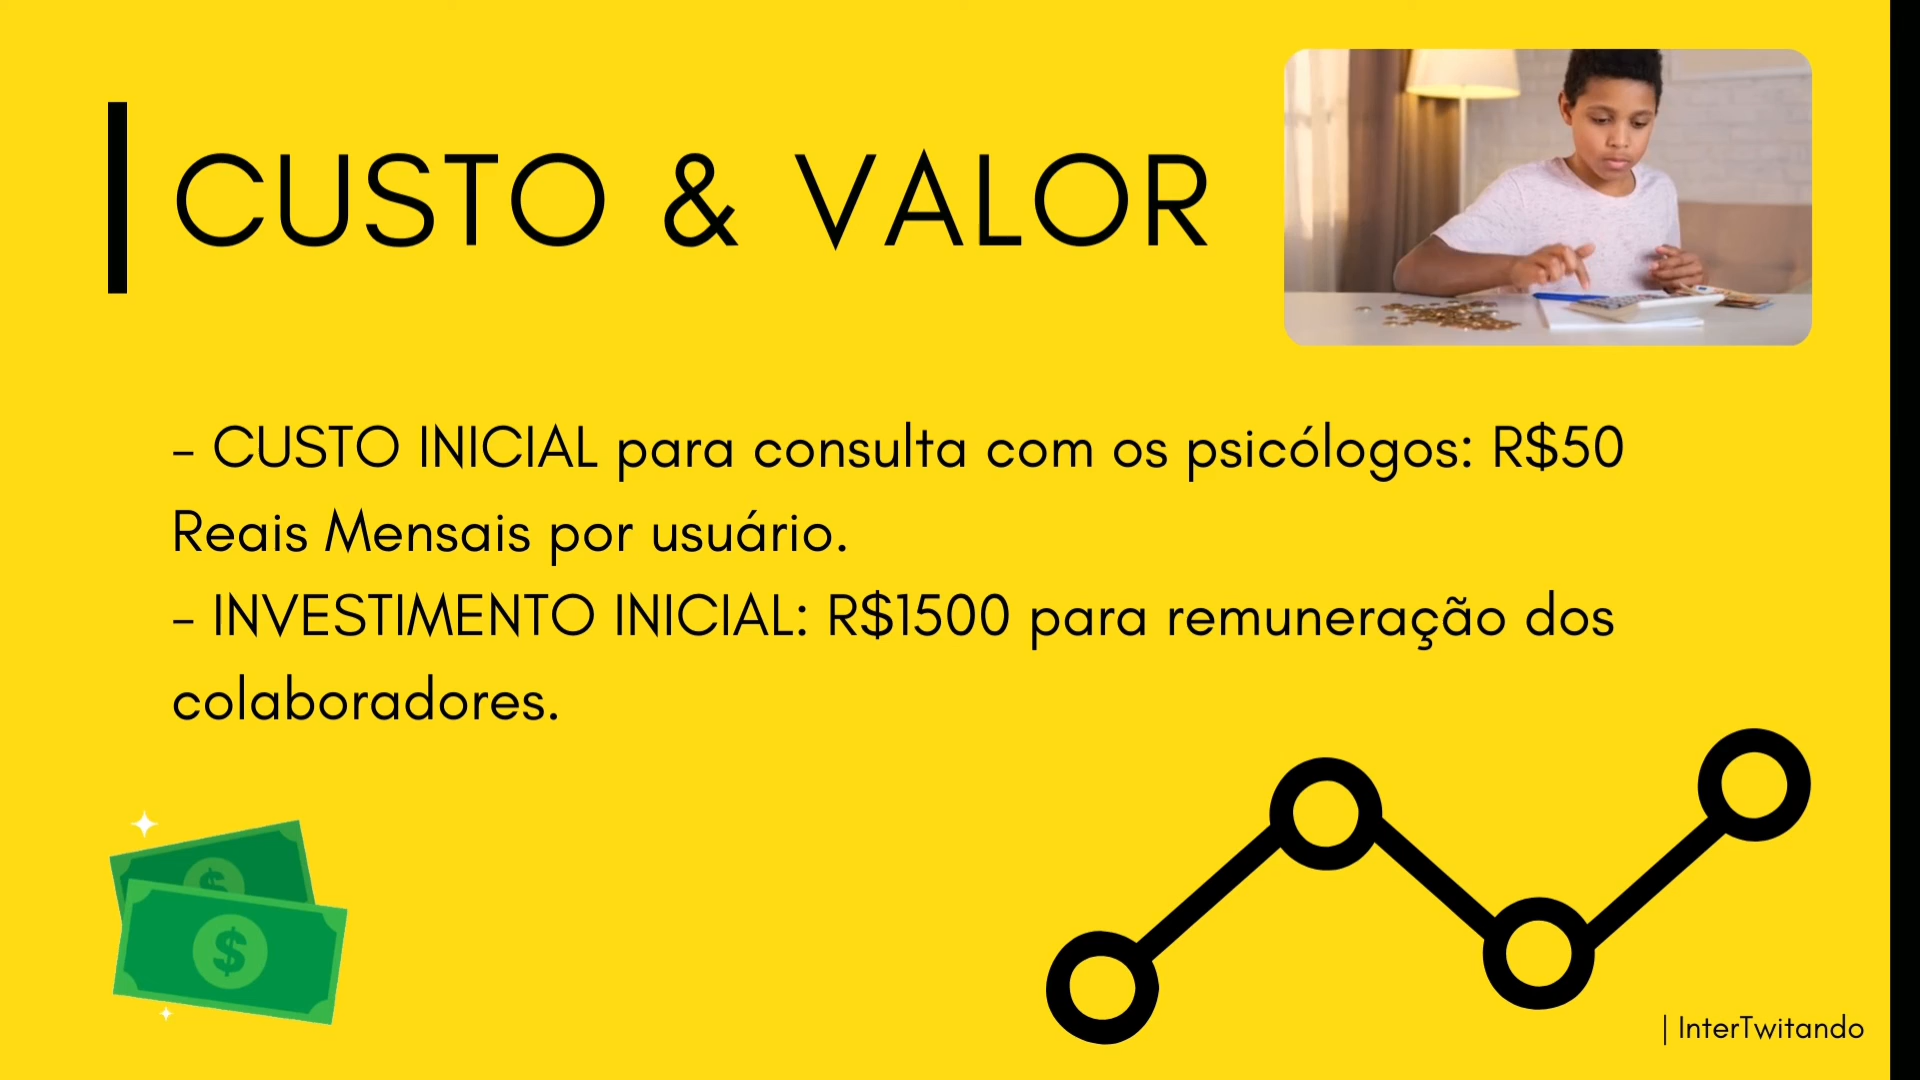 CUSTO & VALOR
- CUSTO INICIAL para consulta com os psicólogos: R$50
Reais Mensais por usuário.
- INVESTIMENTO INICIAL: R$1500 para remuneração dos
colaboradores.
$
$
| InterTwitando